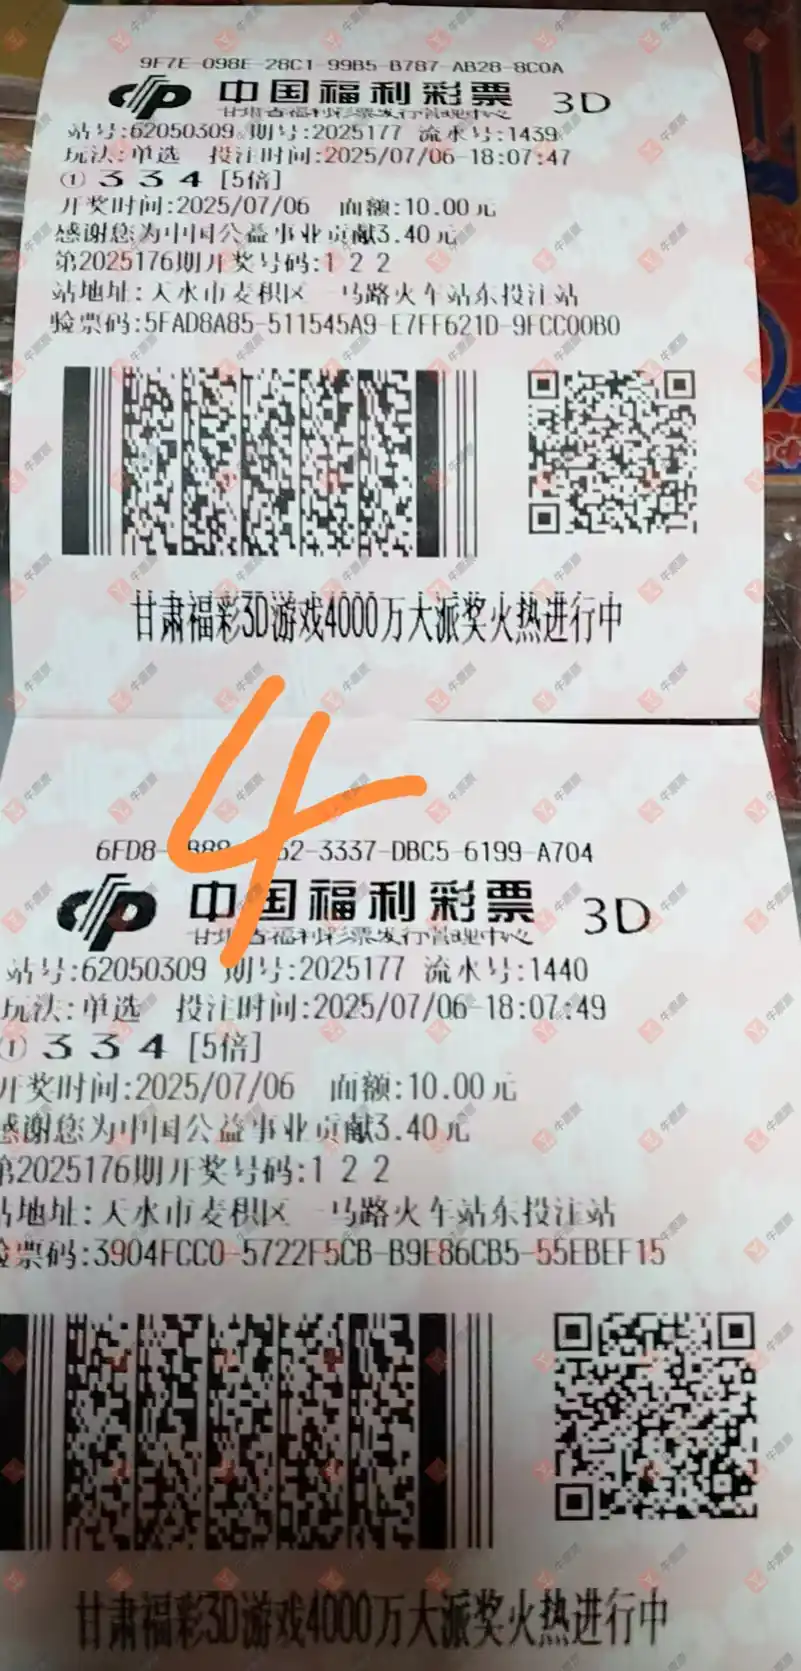 9F7E-098E-28C1-99B5-B787-AB28-8C0A
中国福利彩票 3D
甘肃省福利彩票发行管理中心
站号:62050309 期号:2025177 流水号:1439
玩法:单选 投注时间:2025/07/06-18:07:47
① 3 3 4 [5倍]
开奖时间:2025/07/06 面额:10.00元
感谢您为中国公益事业贡献3.40元
第2025176期开奖号码:1 2 2
站地址:天水市麦积区一马路火车站东投注站
验票码:5FAD8A85-511545A9-E7FF621D-9FCC00B0
甘肃福彩3D游戏4000万大派奖火热进行中
4
6FD8- 3337-DBC5-6199-A704
中国福利彩票 3D
甘肃省福利彩票发行管理中心
站号:62050309 期号:2025177 流水号:1440
玩法:单选 投注时间:2025/07/06-18:07:49
① 3 3 4 [5倍]
开奖时间:2025/07/06 面额:10.00元
感谢您为中国公益事业贡献3.40元
第2025176期开奖号码:1 2 2
站地址:天水市麦积区一马路火车站东投注站
验票码:3904FCC0-5722F5CB-B9E86CB5-55EBEF15
甘肃福彩3D游戏4000万大派奖火热进行中